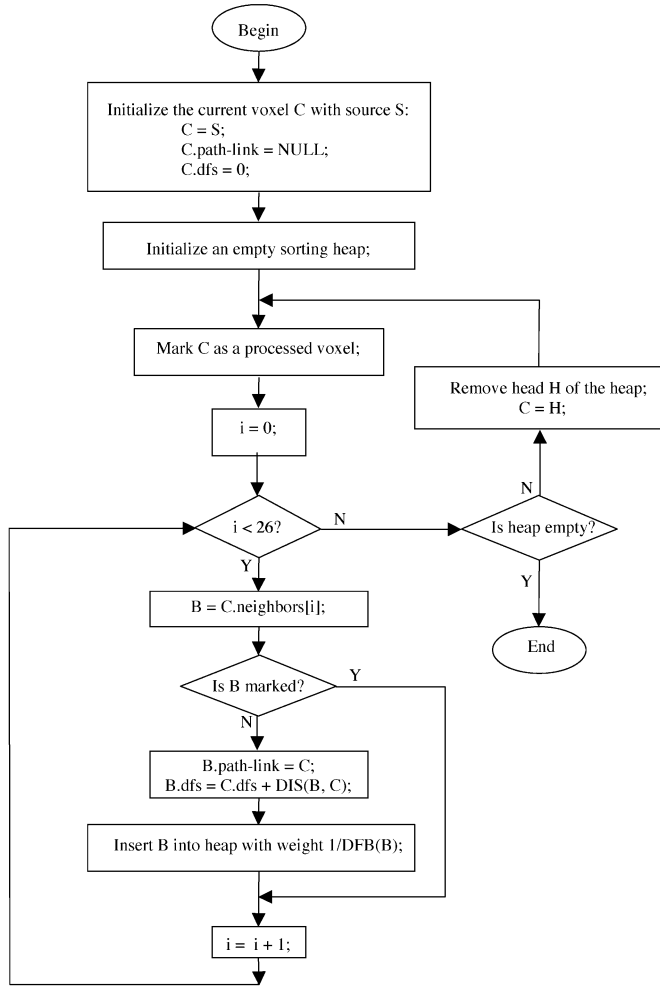 Begin
Initialize the current voxel C with source S:
C = S;
C.path-link = NULL;
C.dfs = 0;
Initialize an empty sorting heap;
Mark C as a processed voxel;
Remove head H of the heap;
C = H;
i = 0;
N
i < 26?
N
Is heap empty?
Y
Y
B = C.neighbors[i];
End
Is B marked?
Y
N
B.path-link = C;
B.dfs = C.dfs + DIS(B, C);
Insert B into heap with weight 1/DFB(B);
i = i + 1;